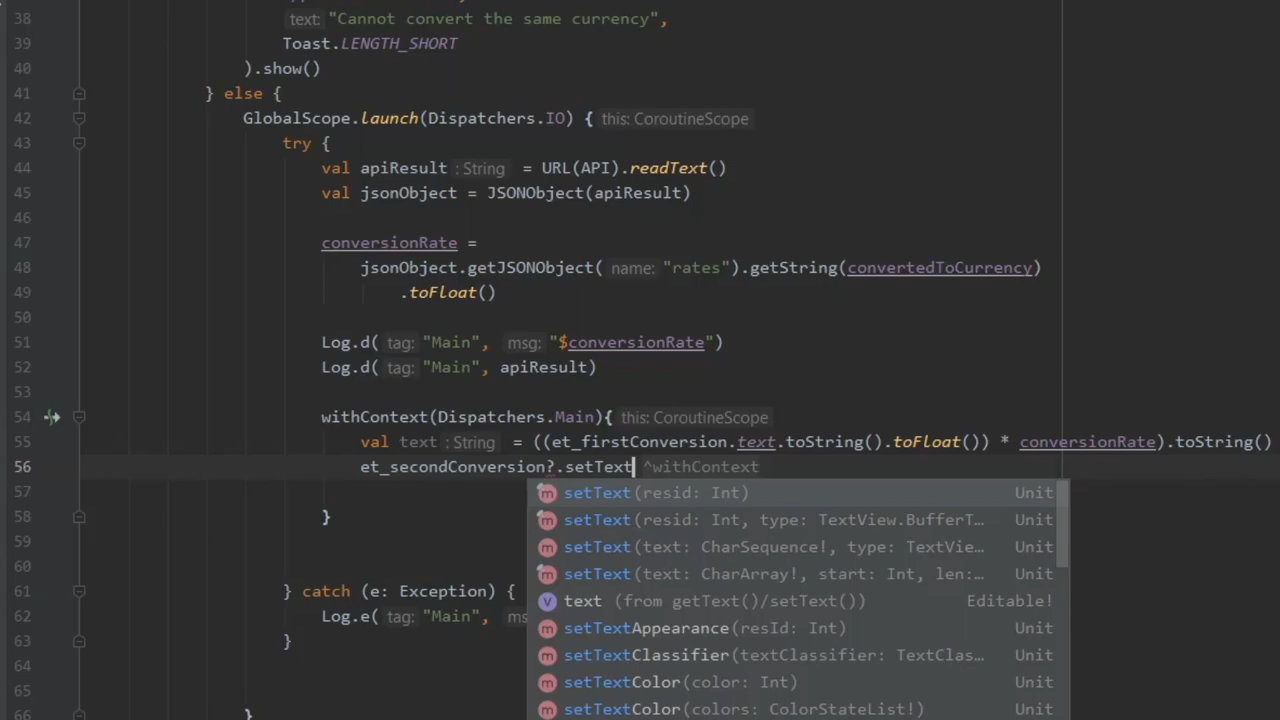 38 text: "Cannot convert the same currency",
39 Toast.LENGTH_SHORT
40 ).show()
41 } else {
42 GlobalScope.launch(Dispatchers.IO) { this: CoroutineScope
43 try {
44 val apiResult : String = URL(API).readText()
45 val jsonObject = JSONObject(apiResult)
46
47 conversionRate =
48 jsonObject.getJSONObject( name: "rates").getString(convertedToCurrency)
49 .toFloat()
50
51 Log.d( tag: "Main", msg: "$conversionRate")
52 Log.d( tag: "Main", apiResult)
53
54 withContext(Dispatchers.Main){ this: CoroutineScope
55 val text : String = ((et_firstConversion.text.toString().toFloat()) * conversionRate).toString()
56 et_secondConversion?.setText ^withContext
57 setText(resid: Int) Unit
setText(resid: Int, type: TextView.BufferT… Unit
58 }
59 setText(text: CharSequence!, type: TextVie… Unit
60 setText(text: CharArray!, start: Int, len: … Unit
61 } catch (e: Exception) { text (from getText()/setText()) Editable!
62 Log.e( tag: "Main", ms setTextAppearance(resId: Int) Unit
63 } setTextClassifier(textClassifier: TextClas… Unit
64 setTextColor(color: Int) Unit
65 setTextColor(colors: ColorStateList!) Unit
66 }